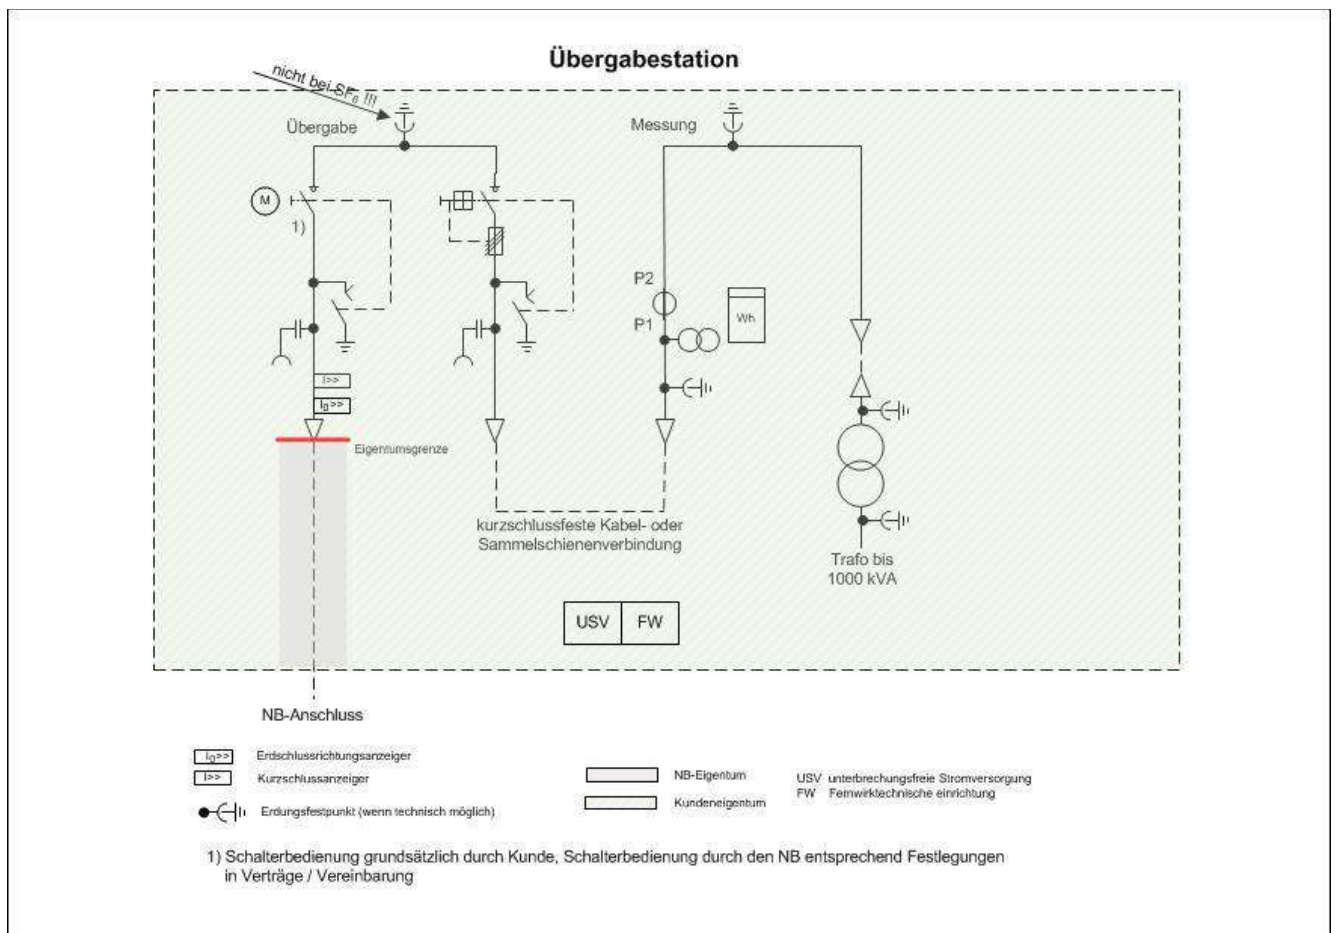 Übergabestation
nicht bei SF6 !!!
Übergabe
Messung
M
1)
P2
P1
Wh
I>>
I0>>
Eigentumsgrenze
kurzschlussfeste Kabel- oder
Sammelschienenverbindung
Trafo bis
1000 kVA
USV
FW
NB-Anschluss
I0>> Erdschlussrichtungsanzeiger
I>> Kurzschlussanzeiger
Erdungsfestpunkt (wenn technisch möglich)
NB-Eigentum
Kundeneigentum
USV unterbrechungsfreie Stromversorgung
FW Fernwirktechnische einrichtung
1) Schalterbedienung grundsätzlich durch Kunde, Schalterbedienung durch den NB entsprechend Festlegungen
in Verträge / Vereinbarung